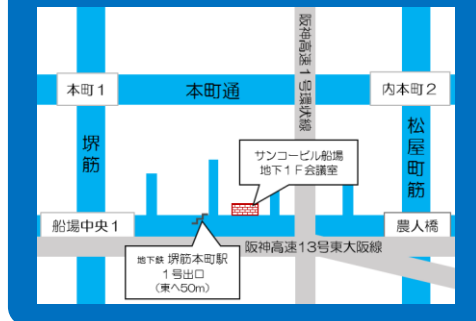 阪神高速1号環状線
本町1
本町通
内本町2
堺筋
松屋町筋
サンコービル船場
地下1F会議室
船場中央1
農人橋
阪神高速13号東大阪線
地下鉄 堺筋本町駅
1号出口
(東へ50m)